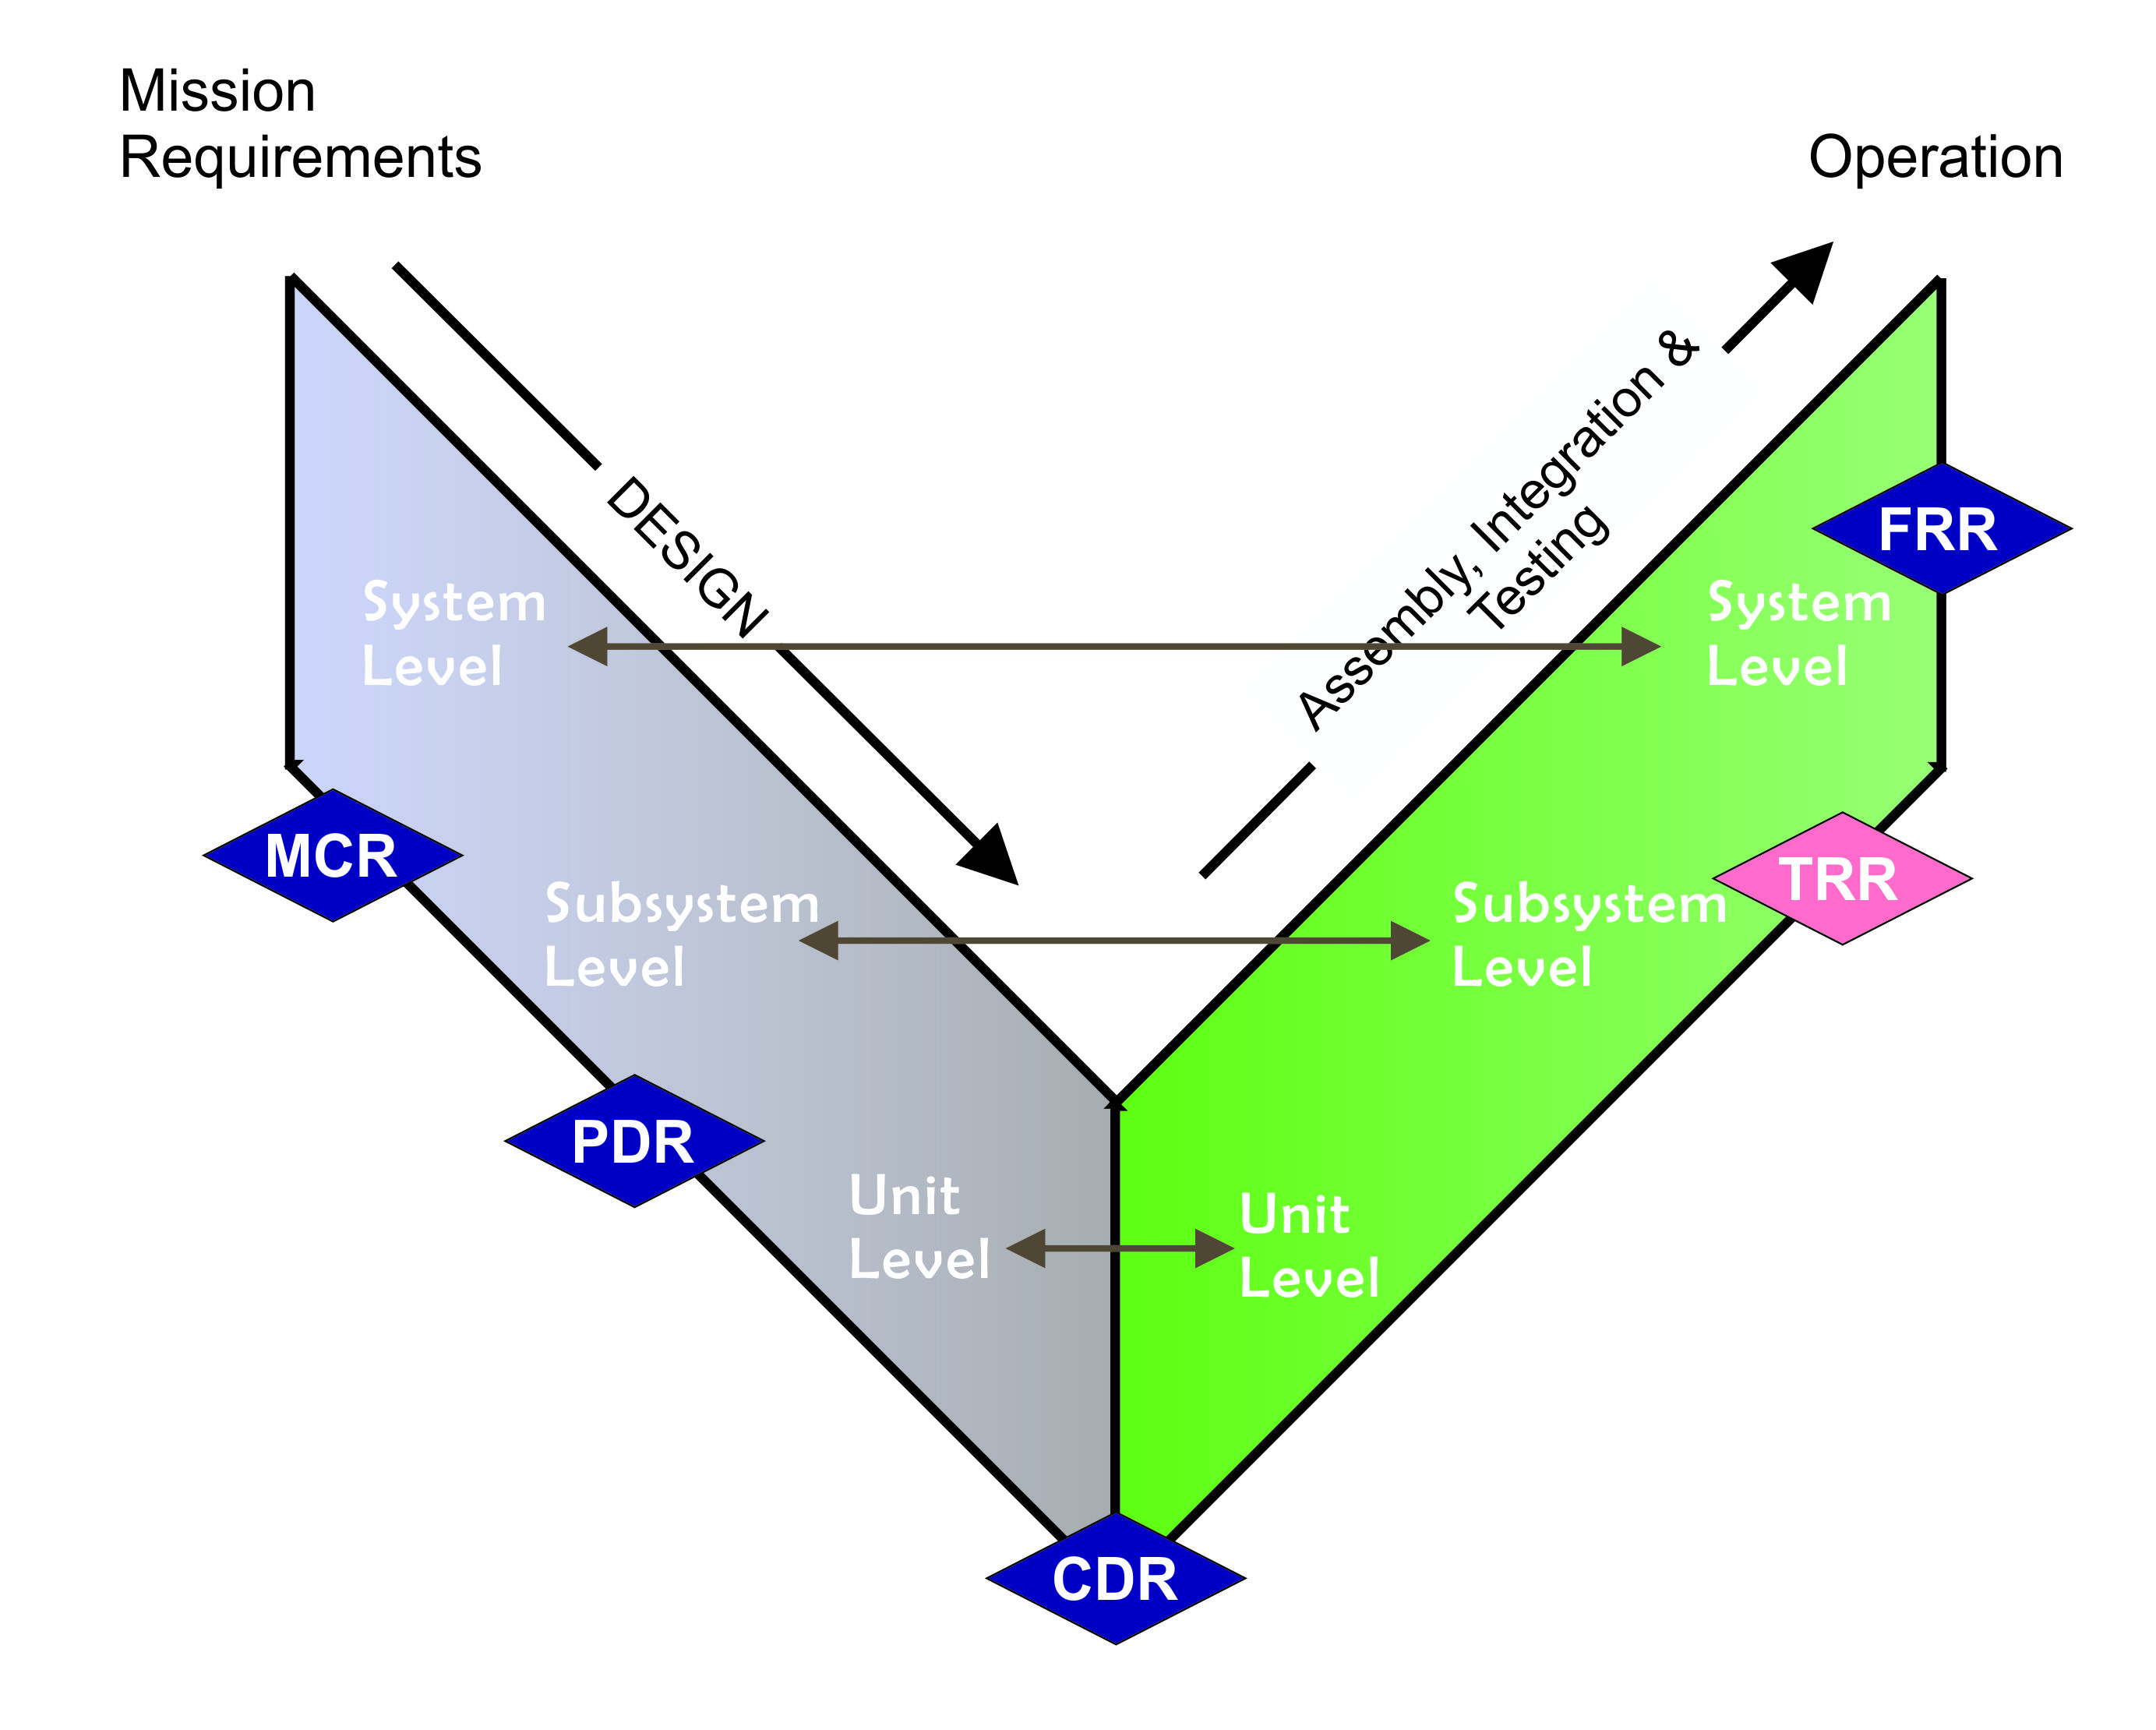 Mission
Requirements
Operation
DESIGN
Assembly, Integration &
Testing
FRR
System
Level
System
Level
MCR
TRR
Subsystem
Level
Subsystem
Level
PDR
Unit
Level
Unit
Level
CDR